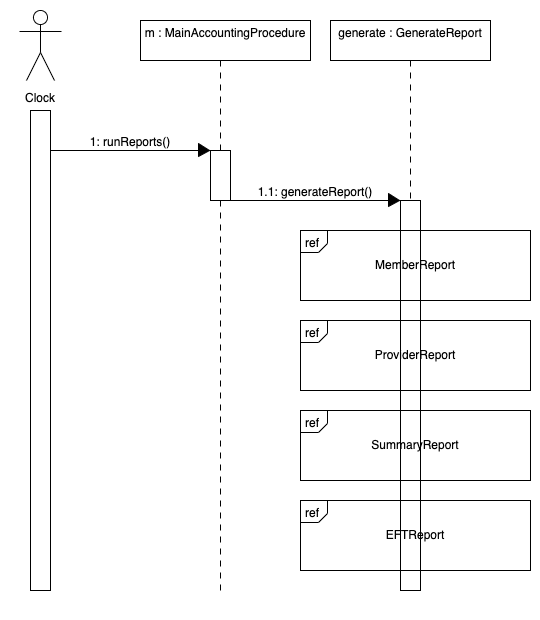 m : MainAccountingProcedure
generate : GenerateReport
Clock
1: runReports()
1.1: generateReport()
ref
MemberReport
ref
ProviderReport
ref
SummaryReport
ref
EFTReport